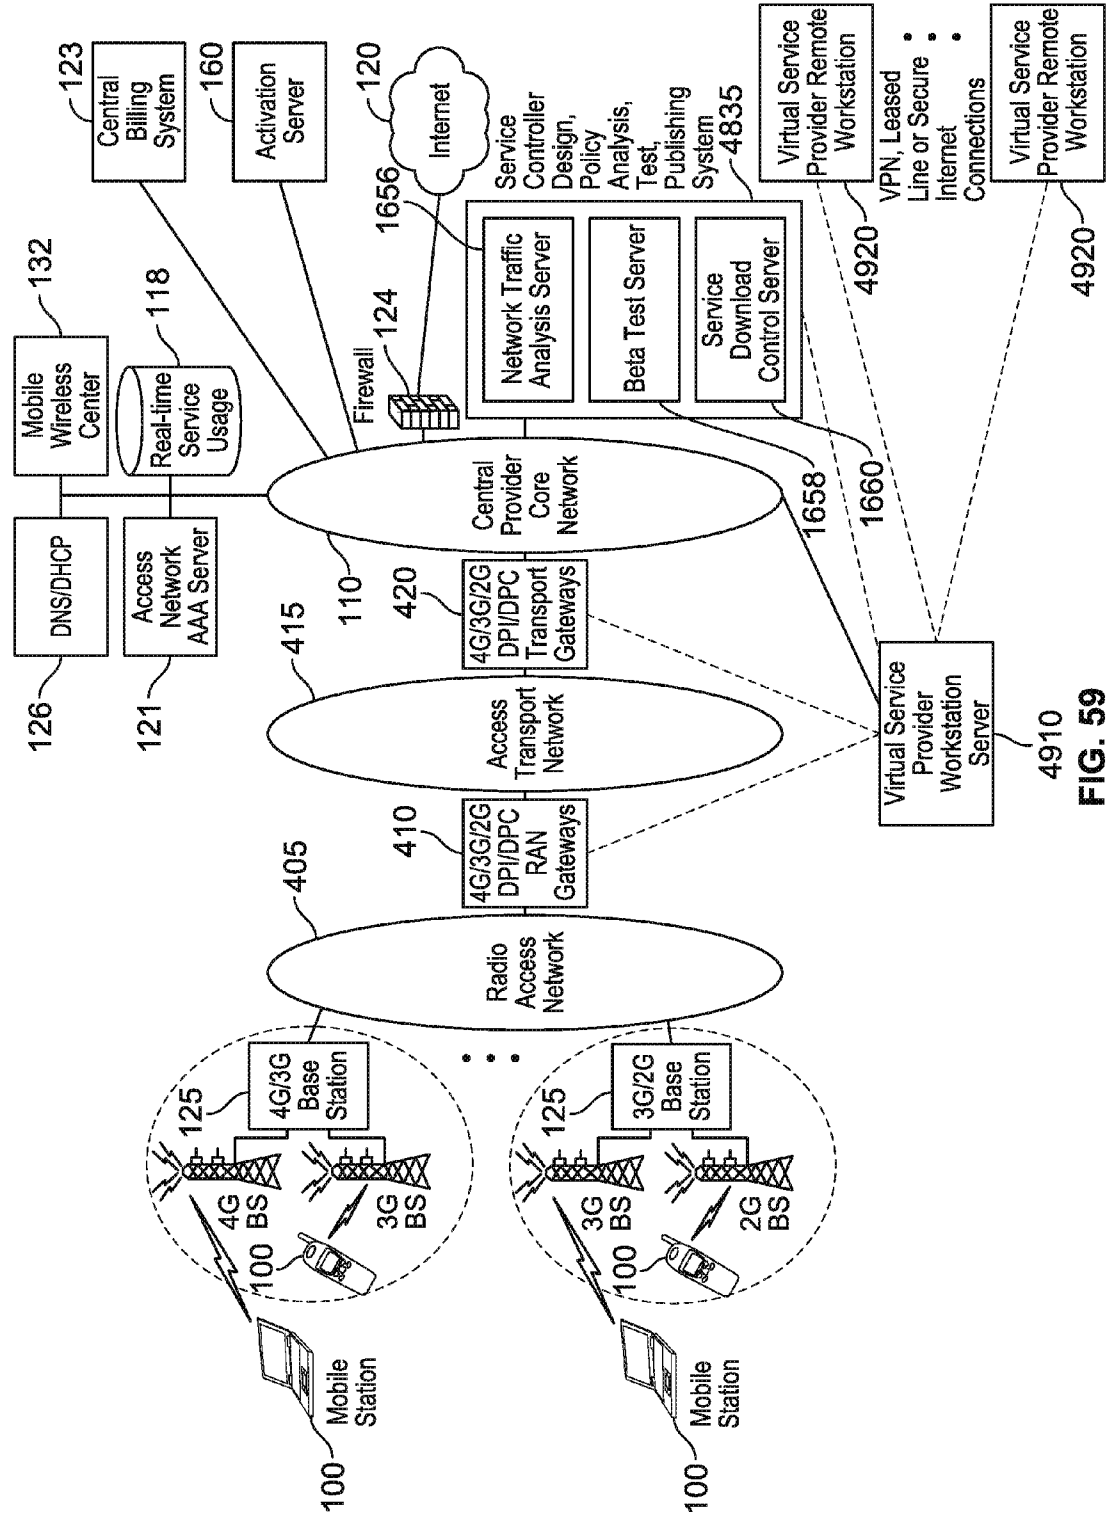 126
DNS/DHCP
Mobile
Wireless
Center
132
121
Access
Network
AAA Server
Real-time
Service
Usage
118
Central
Billing
System
123
Activation
Server
160
110
Central
Provider
Core
Network
Firewall
124
Internet
120
Service
Controller
Design,
Policy
Analysis,
Test,
Publishing
System
4835
Network Traffic
Analysis Server
1656
Beta Test Server
1658
Service
Download
Control Server
1660
420
4G/3G/2G
DPI/DPC
Transport
Gateways
415
Access
Transport
Network
410
4G/3G/2G
DPI/DPC
RAN
Gateways
405
Radio
Access
Network
125
4G/3G
Base
Station
4G
BS
3G
BS
100
Mobile
Station
100
125
3G/2G
Base
Station
3G
BS
2G
BS
100
Mobile
Station
100
Virtual Service
Provider
Workstation
Server
4910
Virtual Service
Provider Remote
Workstation
4920
VPN, Leased
Line or Secure
Internet
Connections
Virtual Service
Provider Remote
Workstation
4920
FIG. 59